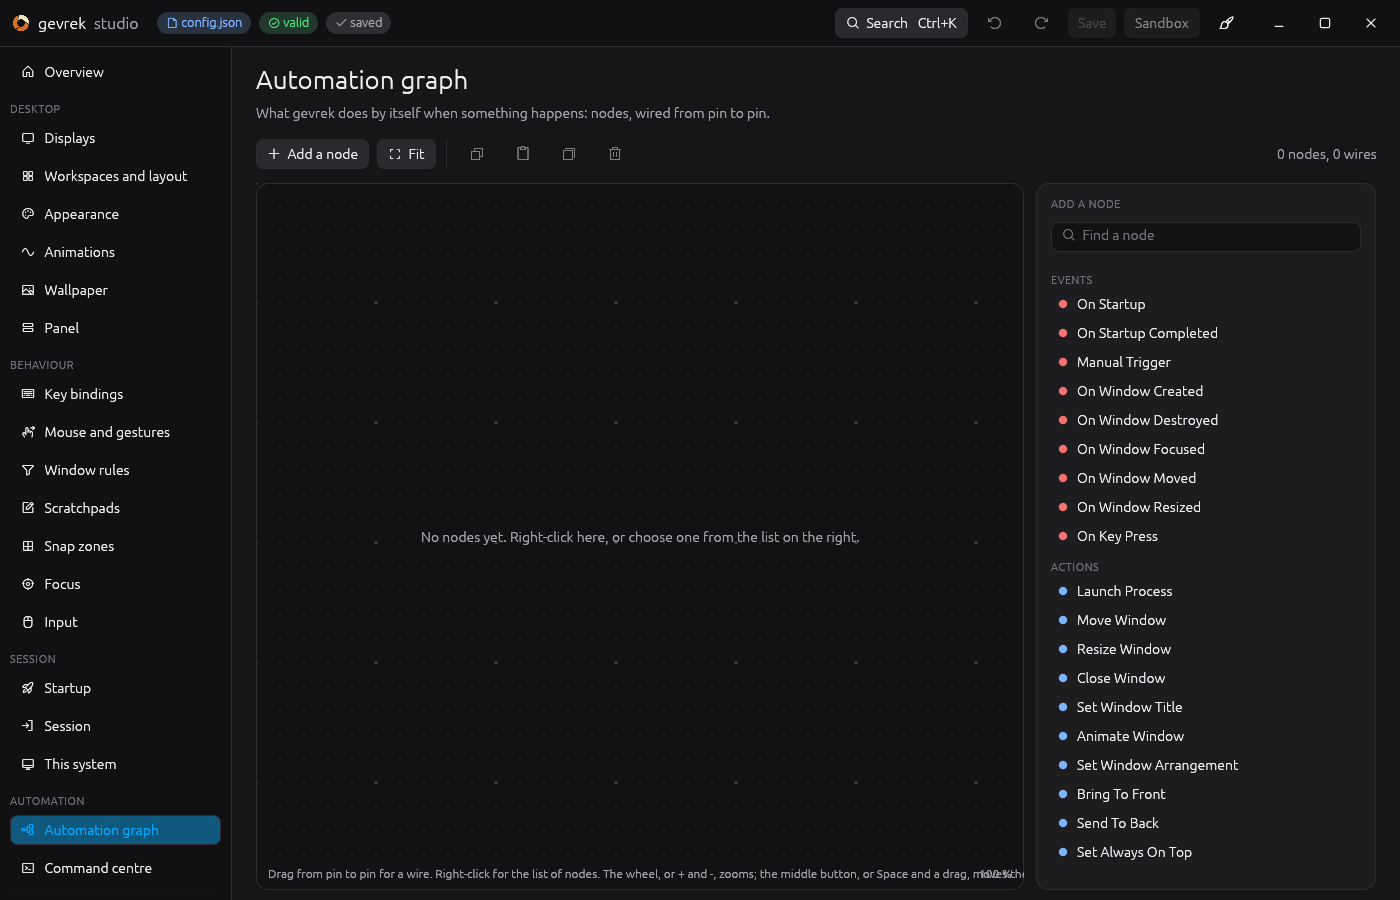 gevrek studio
config.json
valid
saved
Search Ctrl+K
Save
Sandbox
Overview
DESKTOP
Displays
Workspaces and layout
Appearance
Animations
Wallpaper
Panel
BEHAVIOUR
Key bindings
Mouse and gestures
Window rules
Scratchpads
Snap zones
Focus
Input
SESSION
Startup
Session
This system
AUTOMATION
Automation graph
Command centre
Automation graph
What gevrek does by itself when something happens: nodes, wired from pin to pin.
Add a node
Fit
0 nodes, 0 wires
No nodes yet. Right-click here, or choose one from the list on the right.
Drag from pin to pin for a wire. Right-click for the list of nodes. The wheel, or + and -, zooms; the middle button, or Space and a drag, moves the
100 %
ADD A NODE
Find a node
EVENTS
On Startup
On Startup Completed
Manual Trigger
On Window Created
On Window Destroyed
On Window Focused
On Window Moved
On Window Resized
On Key Press
ACTIONS
Launch Process
Move Window
Resize Window
Close Window
Set Window Title
Animate Window
Set Window Arrangement
Bring To Front
Send To Back
Set Always On Top